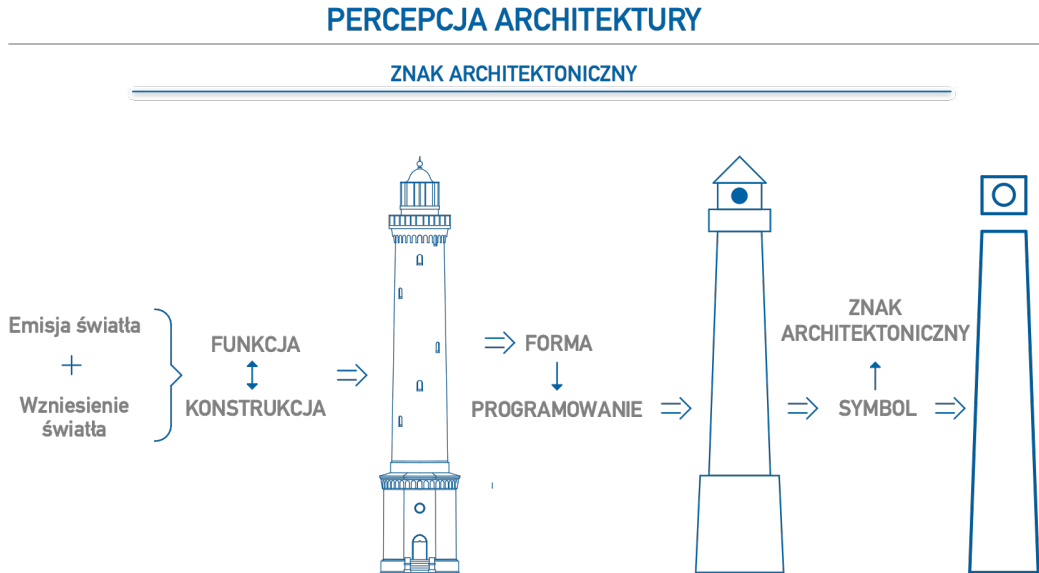 PERCEPCJA ARCHITEKTURY
ZNAK ARCHITEKTONICZNY
Emisja światła
+
Wzniesienie
światła
FUNKCJA
KONSTRUKCJA
FORMA
PROGRAMOWANIE
ZNAK
ARCHITEKTONICZNY
SYMBOL